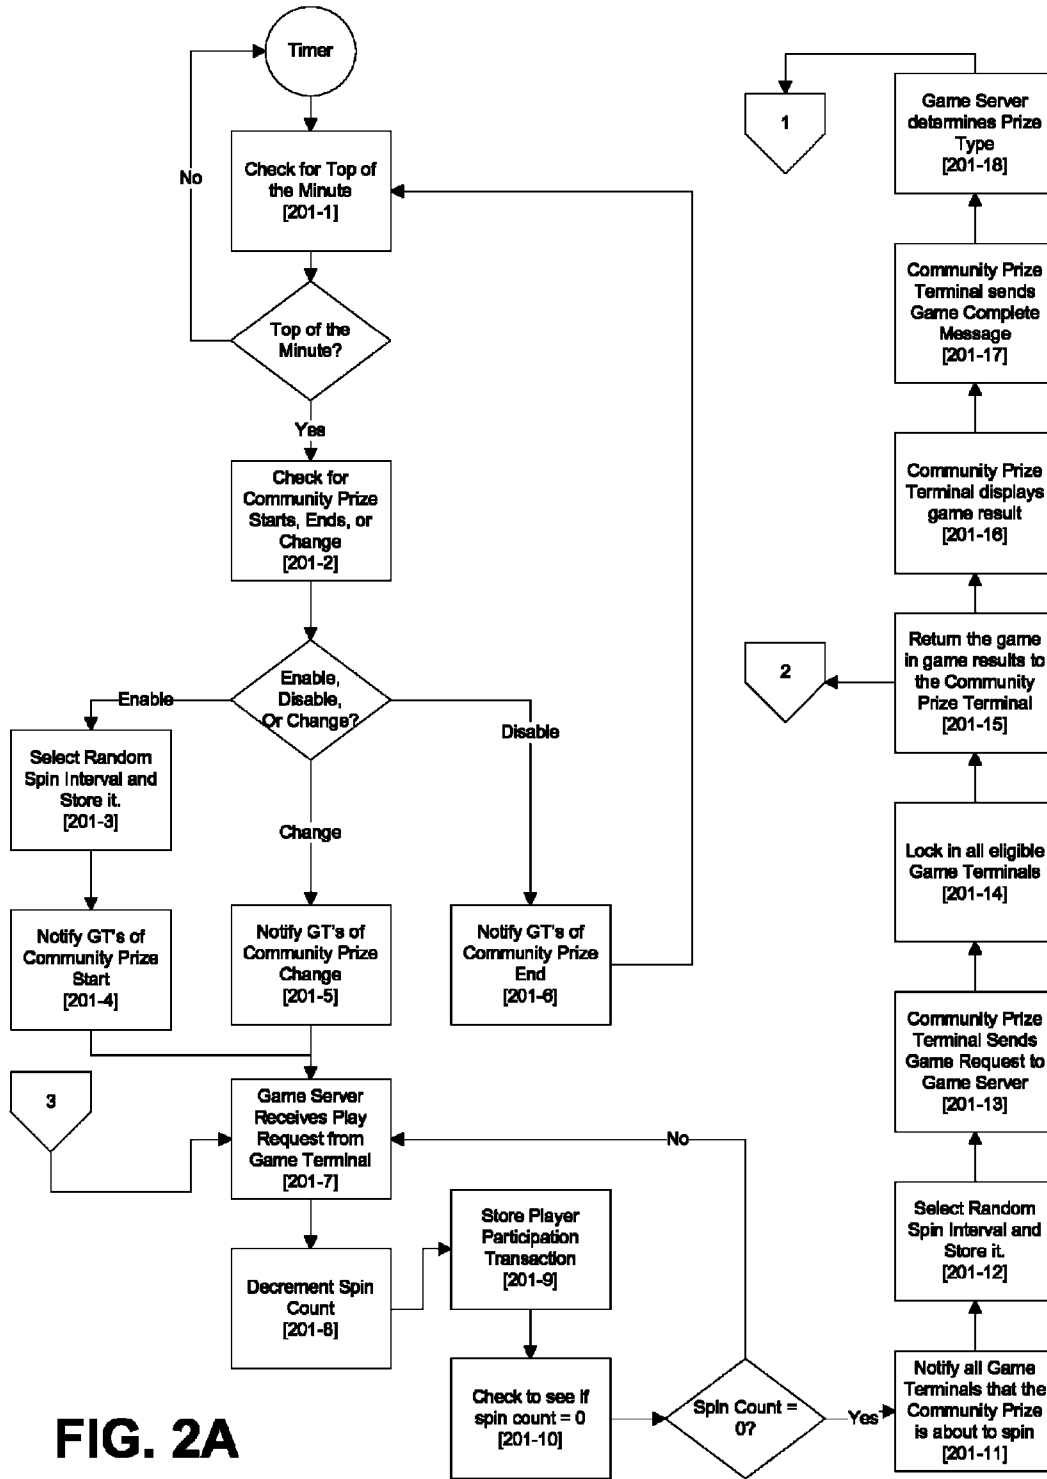 Timer
No
Check for Top of
the Minute
[201-1]
Top of the
Minute?
Yes
Check for
Community Prize
Starts, Ends, or
Change
[201-2]
Enable,
Disable,
Or Change?
Enable
Disable
Change
Select Random
Spin Interval and
Store it.
[201-3]
Notify GT's of
Community Prize
Start
[201-4]
Notify GT's of
Community Prize
Change
[201-5]
Notify GT's of
Community Prize
End
[201-6]
3
Game Server
Receives Play
Request from
Game Terminal
[201-7]
No
Decrement Spin
Count
[201-8]
Store Player
Participation
Transaction
[201-9]
Check to see if
spin count = 0
[201-10]
Spin Count =
0?
Yes
Notify all Game
Terminals that the
Community Prize
is about to spin
[201-11]
Select Random
Spin Interval and
Store it.
[201-12]
Community Prize
Terminal Sends
Game Request to
Game Server
[201-13]
Lock in all eligible
Game Terminals
[201-14]
Return the game
in game results to
the Community
Prize Terminal
[201-15]
2
Community Prize
Terminal displays
game result
[201-16]
Community Prize
Terminal sends
Game Complete
Message
[201-17]
Game Server
determines Prize
Type
[201-18]
1
FIG. 2A